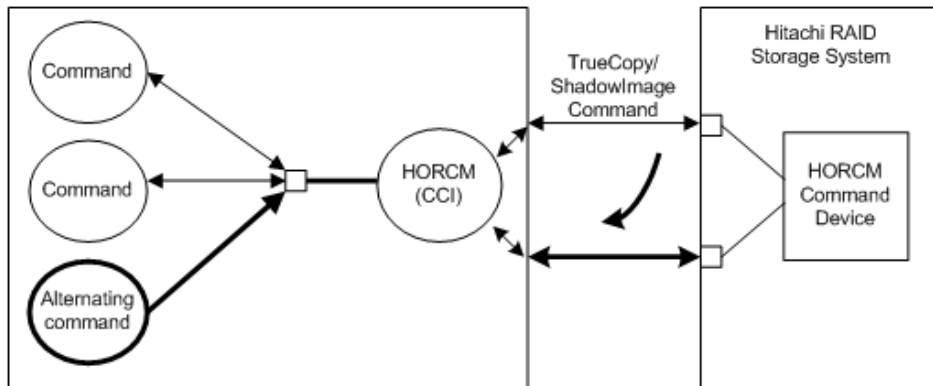 Command
Command
Alternating
command
HORCM
(CCI)
TrueCopy/
ShadowImage
Command
Hitachi RAID
Storage System
HORCM
Command
Device